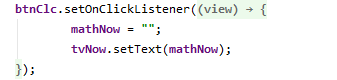 btnClc.setOnClickListener((view) → {
        mathNow = "";
        tvNow.setText(mathNow);
});